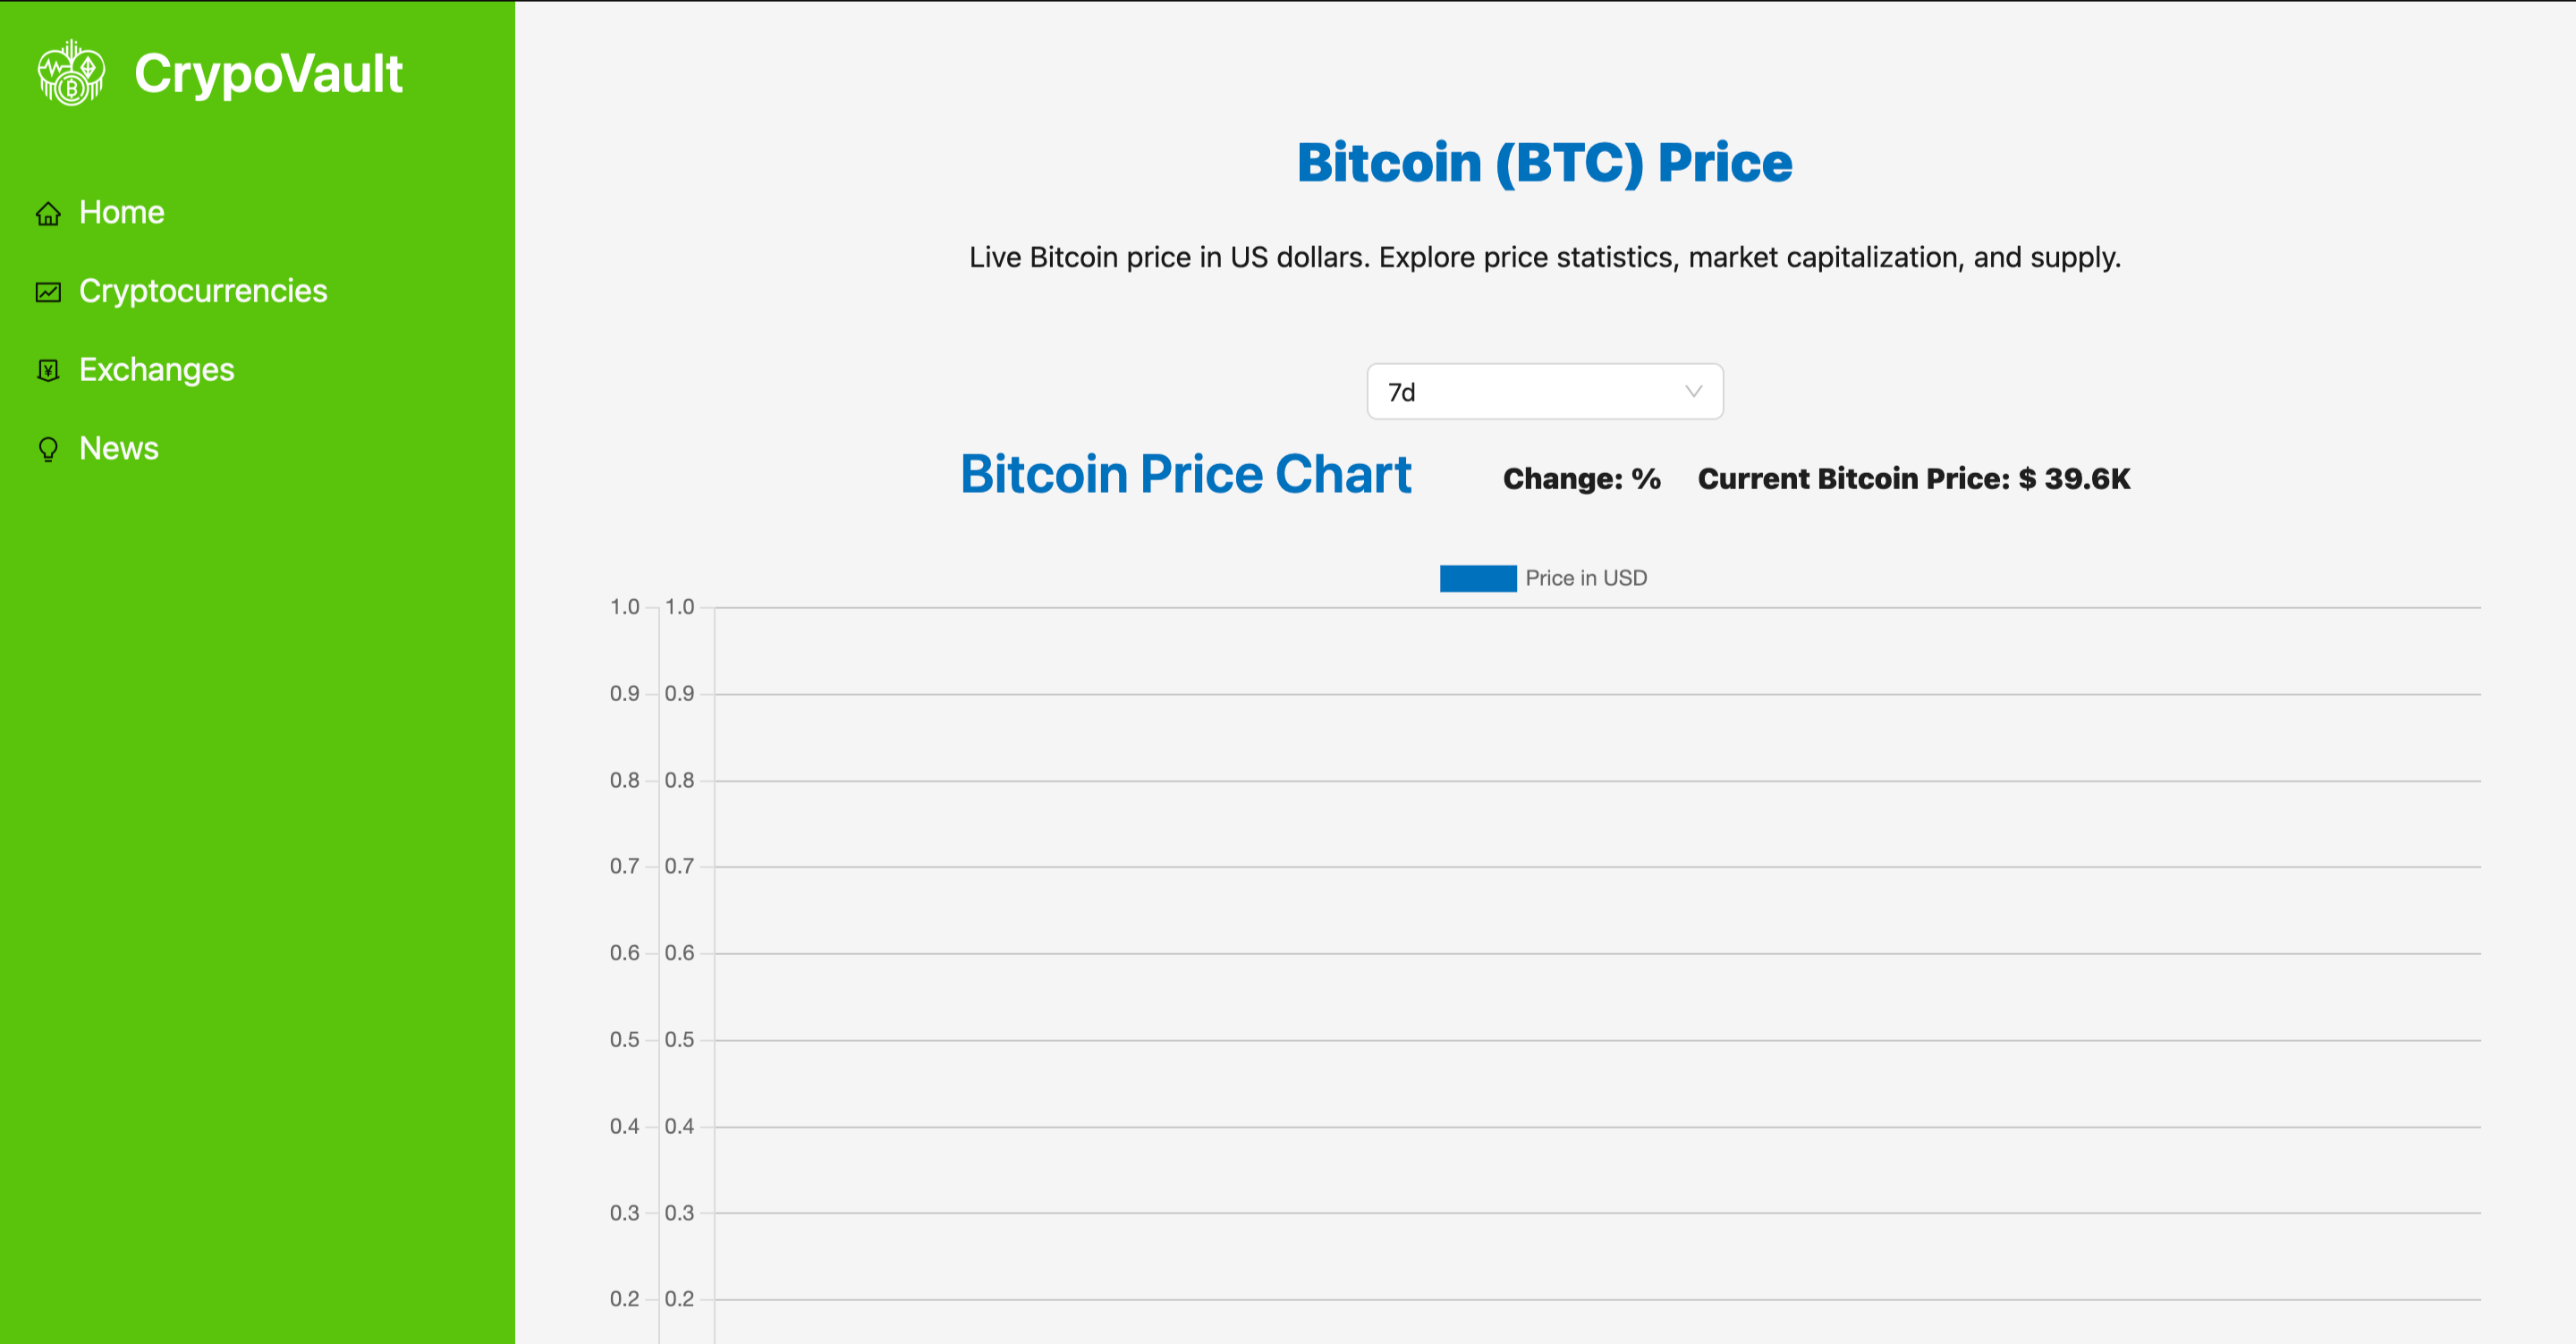 CrypoVault
Home
Cryptocurrencies
Exchanges
News
Bitcoin (BTC) Price
Live Bitcoin price in US dollars. Explore price statistics, market capitalization, and supply.
7d
Bitcoin Price Chart
Change: %
Current Bitcoin Price: $ 39.6K
Price in USD
1.0 1.0
0.9 0.9
0.8 0.8
0.7 0.7
0.6 0.6
0.5 0.5
0.4 0.4
0.3 0.3
0.2 0.2